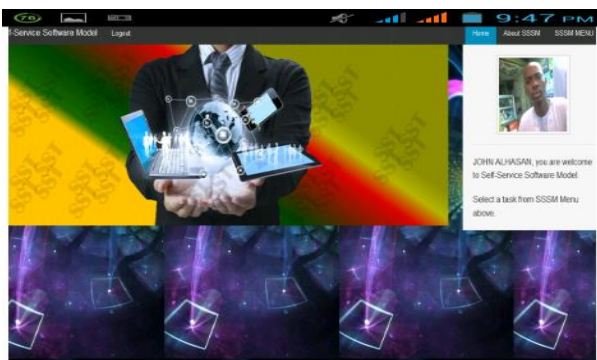 76
9:47 PM
f-Service Software Model Logout Home About SSSM SSSM MENU
JOHN ALHASAN, you are welcome
to Self-Service Software Model.
Select a task from SSSM Menu
above.